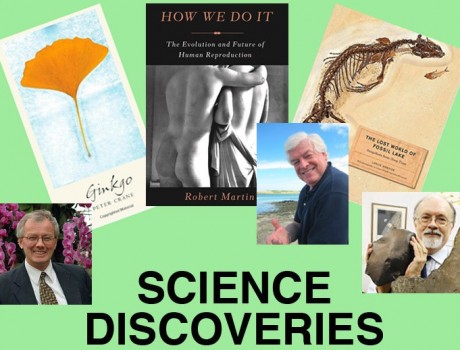 HOW WE DO IT
The Evolution and Future of
Human Reproduction
Robert Martin
Ginkgo
PETER CRANE
THE LOST WORLD OF
FOSSIL LAKE
SCIENCE
DISCOVERIES